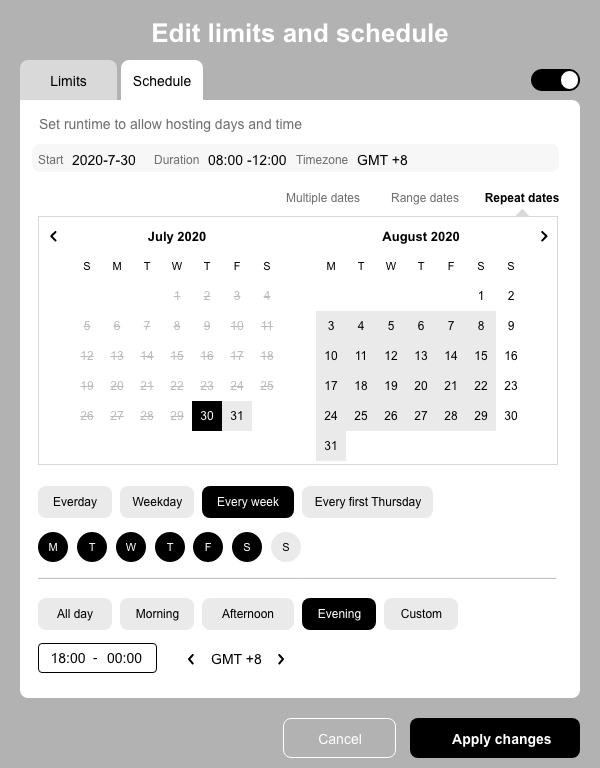 Edit limits and schedule
Limits Schedule
Set runtime to allow hosting days and time
Start 2020-7-30 Duration 08:00 -12:00 Timezone GMT +8
Multiple dates Range dates Repeat dates
July 2020 August 2020
S M T W T F S M T W T F S S
1 2 3 4 1 2
5 6 7 8 9 10 11 3 4 5 6 7 8 9
12 13 14 15 16 17 18 10 11 12 13 14 15 16
19 20 21 22 23 24 25 17 18 19 20 21 22 23
26 27 28 29 30 31 24 25 26 27 28 29 30
31
Everday Weekday Every week Every first Thursday
M T W T F S S
All day Morning Afternoon Evening Custom
18:00 - 00:00 GMT +8
Cancel Apply changes